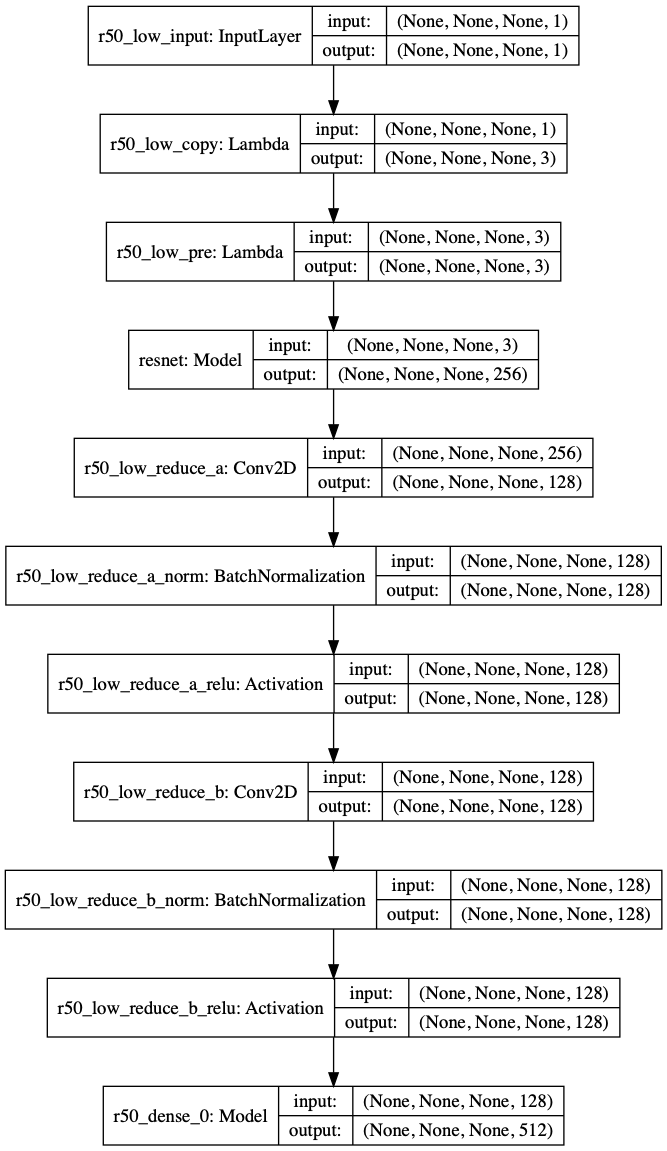 r50_low_input: InputLayer
input: (None, None, None, 1)
output: (None, None, None, 1)
r50_low_copy: Lambda
input: (None, None, None, 1)
output: (None, None, None, 3)
r50_low_pre: Lambda
input: (None, None, None, 3)
output: (None, None, None, 3)
resnet: Model
input: (None, None, None, 3)
output: (None, None, None, 256)
r50_low_reduce_a: Conv2D
input: (None, None, None, 256)
output: (None, None, None, 128)
r50_low_reduce_a_norm: BatchNormalization
input: (None, None, None, 128)
output: (None, None, None, 128)
r50_low_reduce_a_relu: Activation
input: (None, None, None, 128)
output: (None, None, None, 128)
r50_low_reduce_b: Conv2D
input: (None, None, None, 128)
output: (None, None, None, 128)
r50_low_reduce_b_norm: BatchNormalization
input: (None, None, None, 128)
output: (None, None, None, 128)
r50_low_reduce_b_relu: Activation
input: (None, None, None, 128)
output: (None, None, None, 128)
r50_dense_0: Model
input: (None, None, None, 128)
output: (None, None, None, 512)